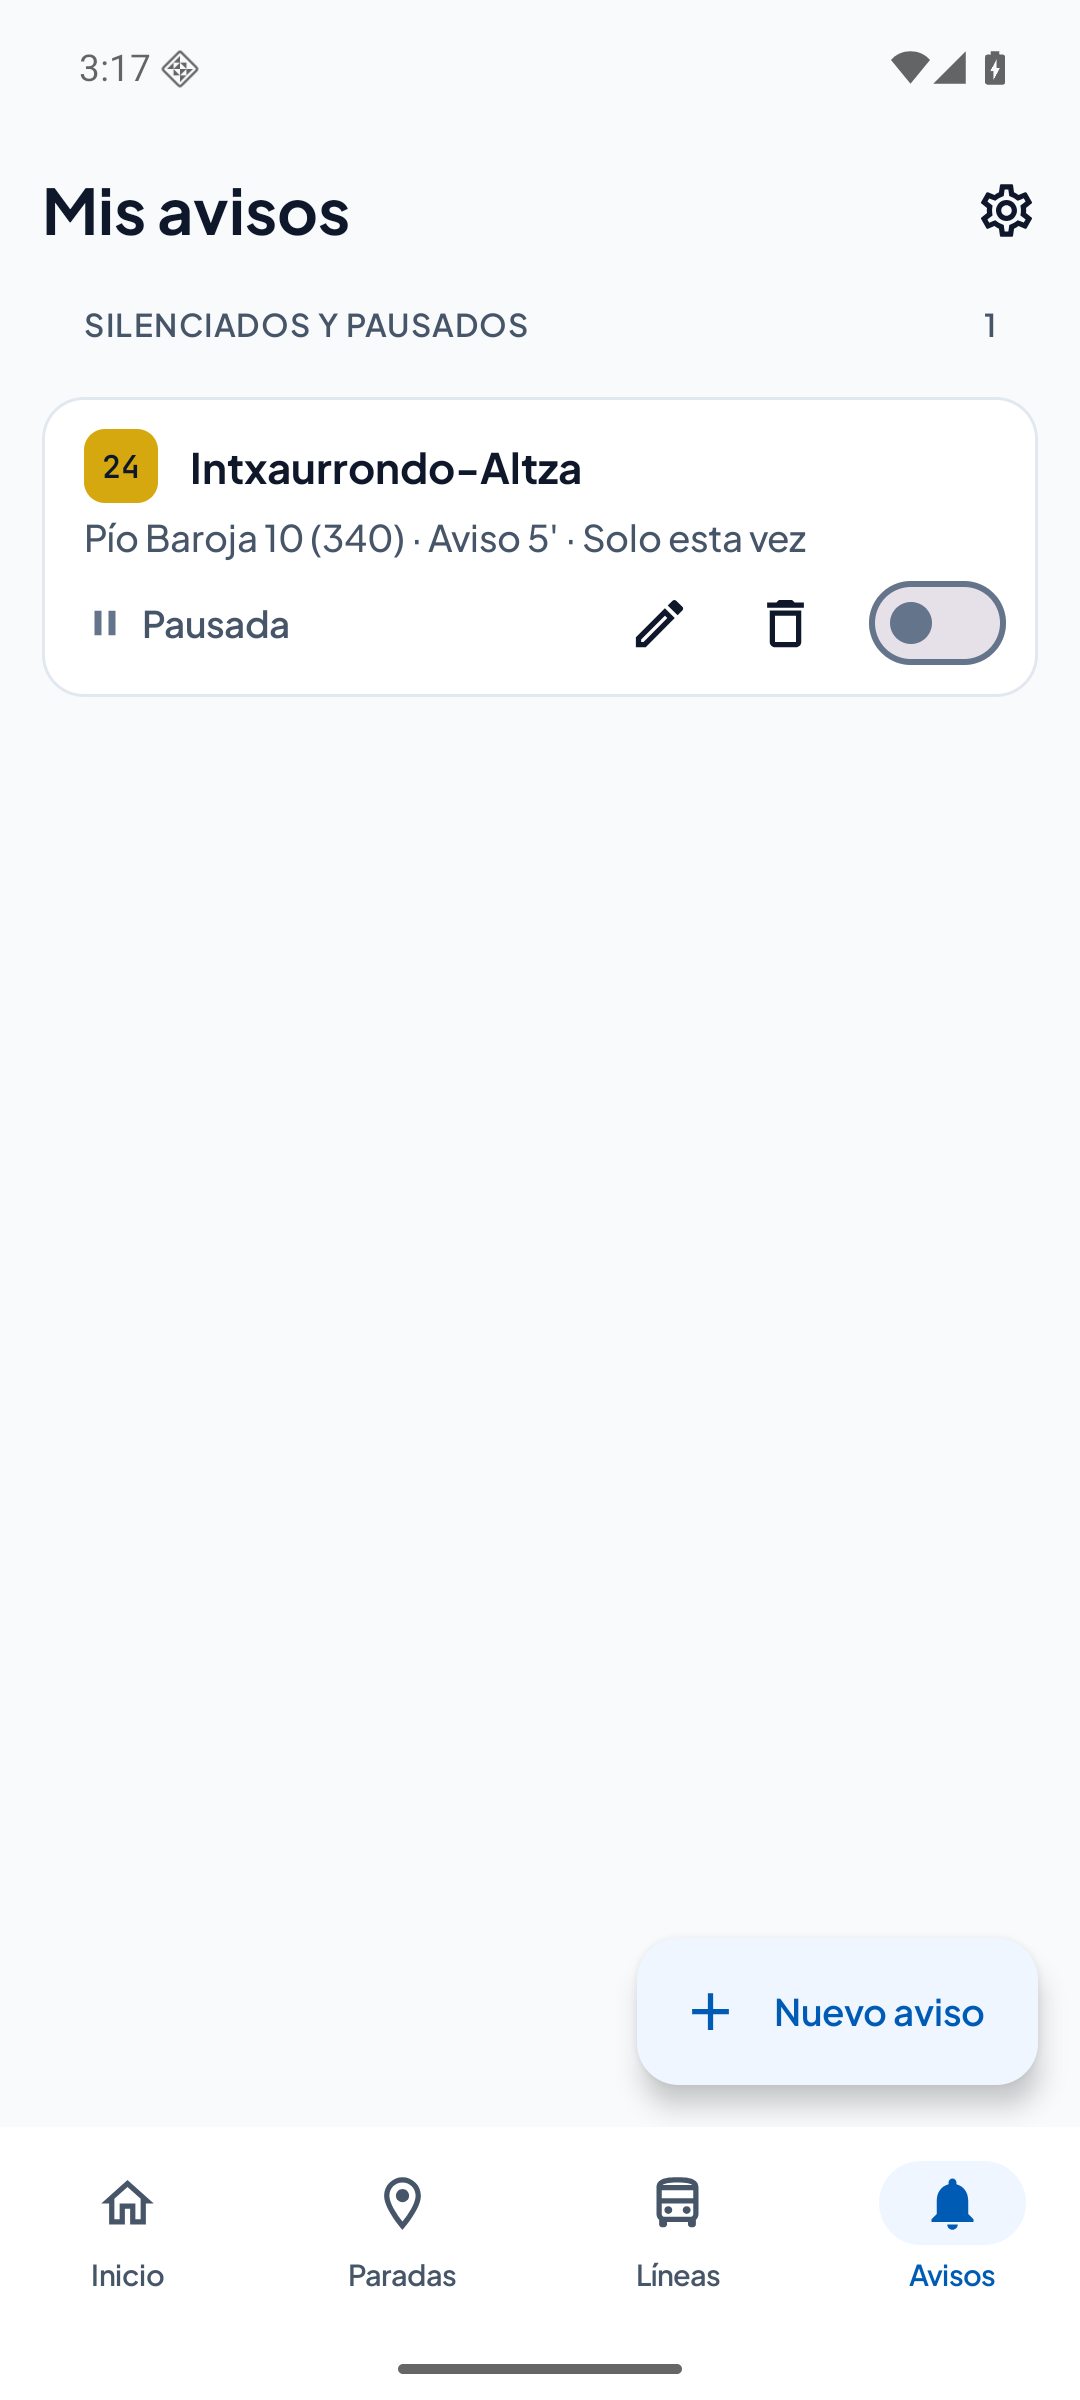 3:17
Mis avisos
SILENCIADOS Y PAUSADOS 1
24 Intxaurrondo-Altza
Pío Baroja 10 (340) · Aviso 5' · Solo esta vez
Pausada
Nuevo aviso
Inicio Paradas Líneas Avisos